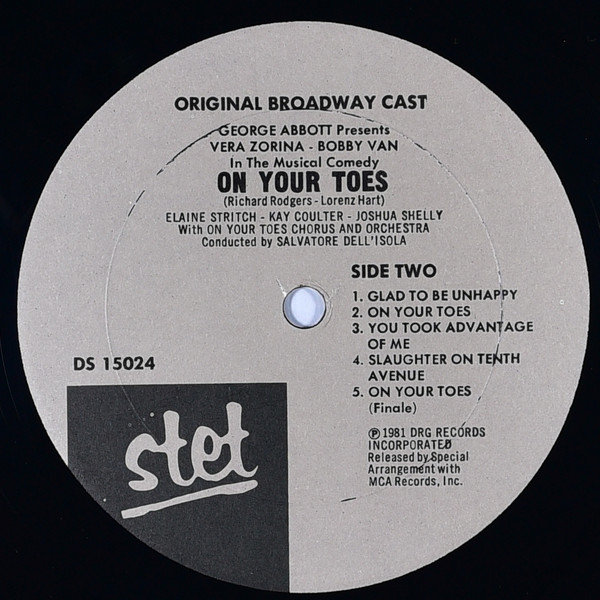 ORIGINAL BROADWAY CAST
GEORGE ABBOTT Presents
VERA ZORINA - BOBBY VAN
In The Musical Comedy
ON YOUR TOES
(Richard Rodgers - Lorenz Hart)
ELAINE STRITCH - KAY COULTER - JOSHUA SHELLY
With ON YOUR TOES CHORUS AND ORCHESTRA
Conducted by SALVATORE DELL'ISOLA
SIDE TWO
1. GLAD TO BE UNHAPPY
2. ON YOUR TOES
3. YOU TOOK ADVANTAGE
OF ME
4. SLAUGHTER ON TENTH
AVENUE
5. ON YOUR TOES
(Finale)
DS 15024
stet
℗ 1981 DRG RECORDS
INCORPORATED
Released by Special
Arrangement with
MCA Records, Inc.